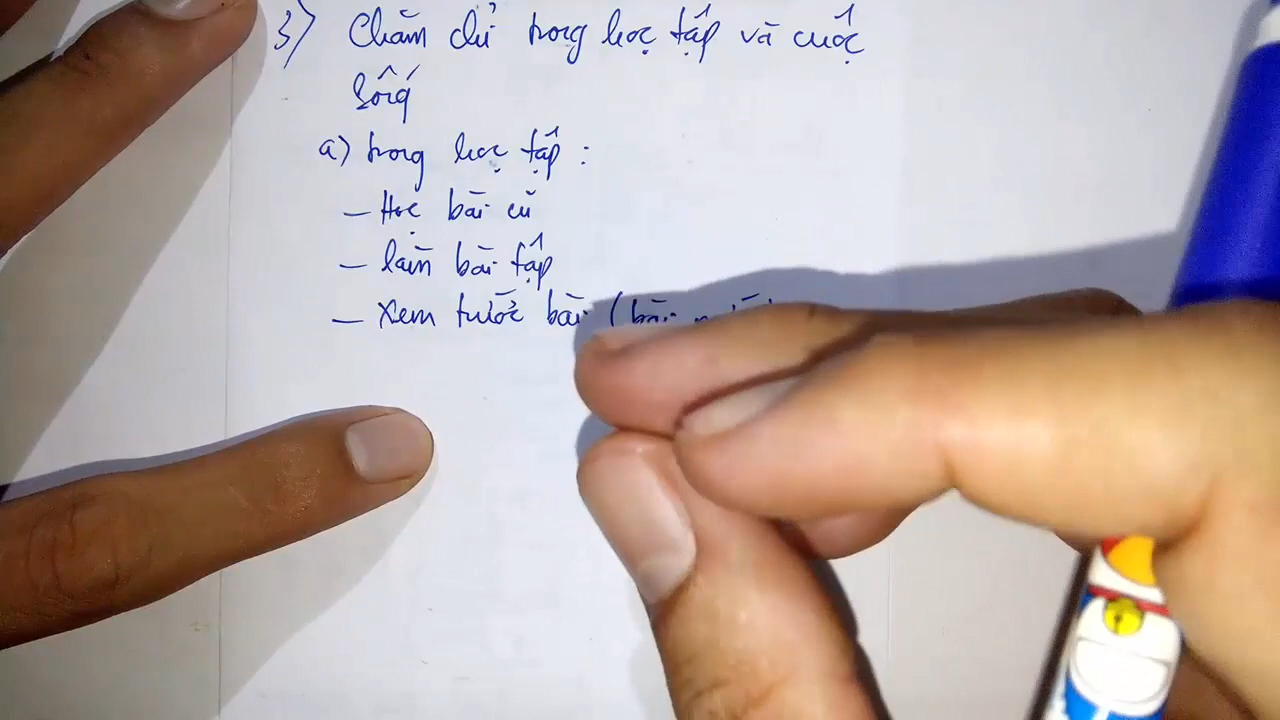 3) Chăm chỉ trong học tập và cuộc
sống
a) trong học tập :
- Học bài cũ
- làm bài tập
- Xem trước bài (bài